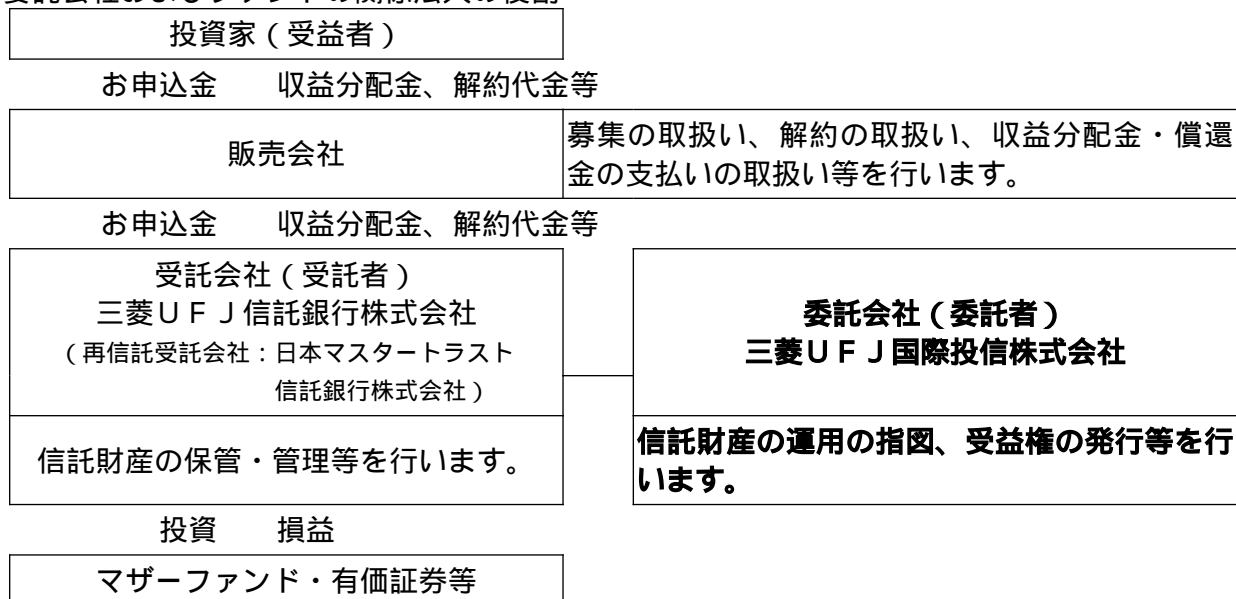 投資家（受益者）
お申込金　　収益分配金、解約代金等
販売会社
募集の取扱い、解約の取扱い、収益分配金・償還
金の支払いの取扱い等を行います。
お申込金　　収益分配金、解約代金等
受託会社（受託者）
三菱ＵＦＪ信託銀行株式会社
（再信託受託会社：日本マスタートラスト
信託銀行株式会社）
委託会社（委託者）
三菱ＵＦＪ国際投信株式会社
信託財産の保管・管理等を行います。
信託財産の運用の指図、受益権の発行等を行
います。
投資　　損益
マザーファンド・有価証券等